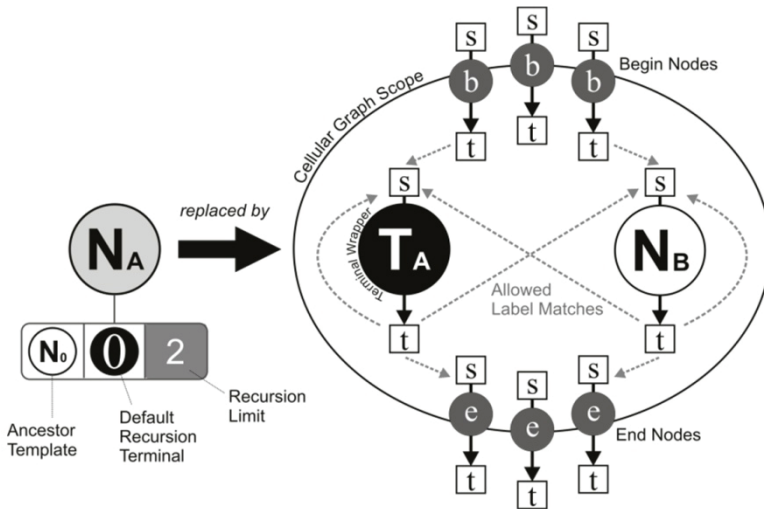 s
s
s
b
b
b
Begin Nodes
t
t
t
Cellular Graph Scope
s
s
replaced by
NA
Terminal Wrapper
TA
NB
Allowed
Label Matches
N0
0
2
t
t
Recursion
Limit
Ancestor
Template
Default
Recursion
Terminal
s
s
s
e
e
e
End Nodes
t
t
t